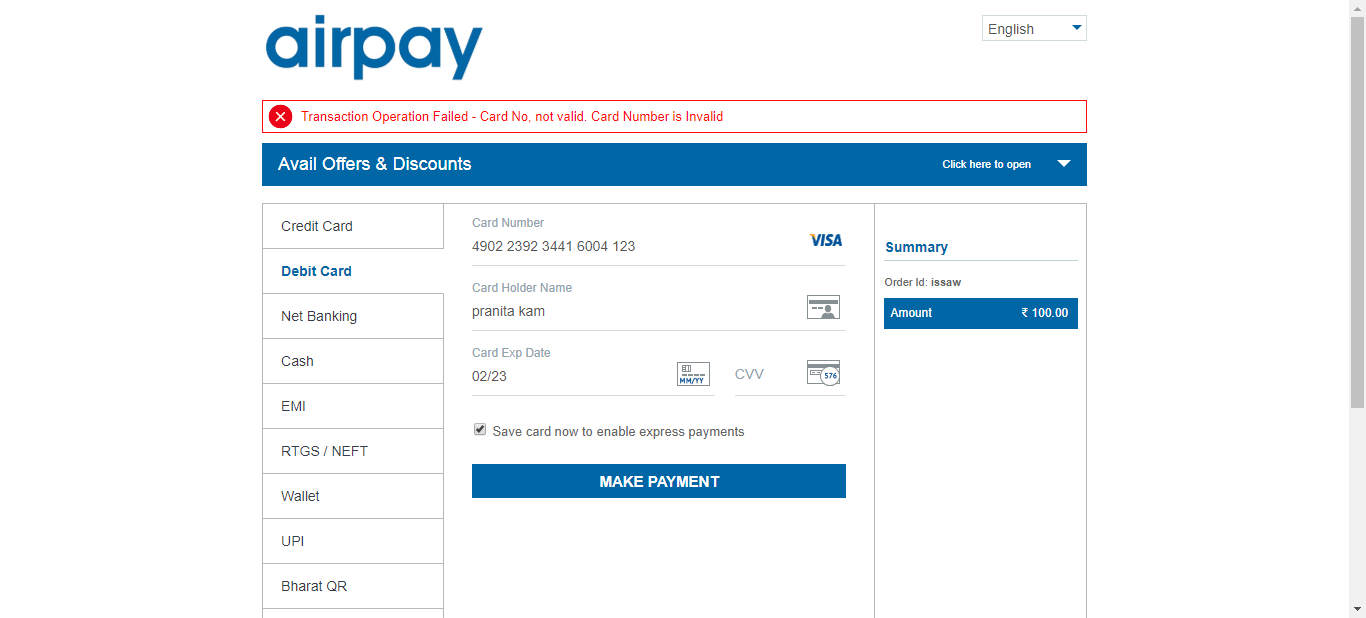 airpay
English
Transaction Operation Failed - Card No, not valid. Card Number is Invalid
Avail Offers & Discounts
Click here to open
Credit Card
Debit Card
Net Banking
Cash
EMI
RTGS / NEFT
Wallet
UPI
Bharat QR
Card Number
4902 2392 3441 6004 123
VISA
Card Holder Name
pranita kam
Card Exp Date
02/23
MM/YY
CVV
576
Save card now to enable express payments
MAKE PAYMENT
Summary
Order Id: issaw
Amount ₹ 100.00